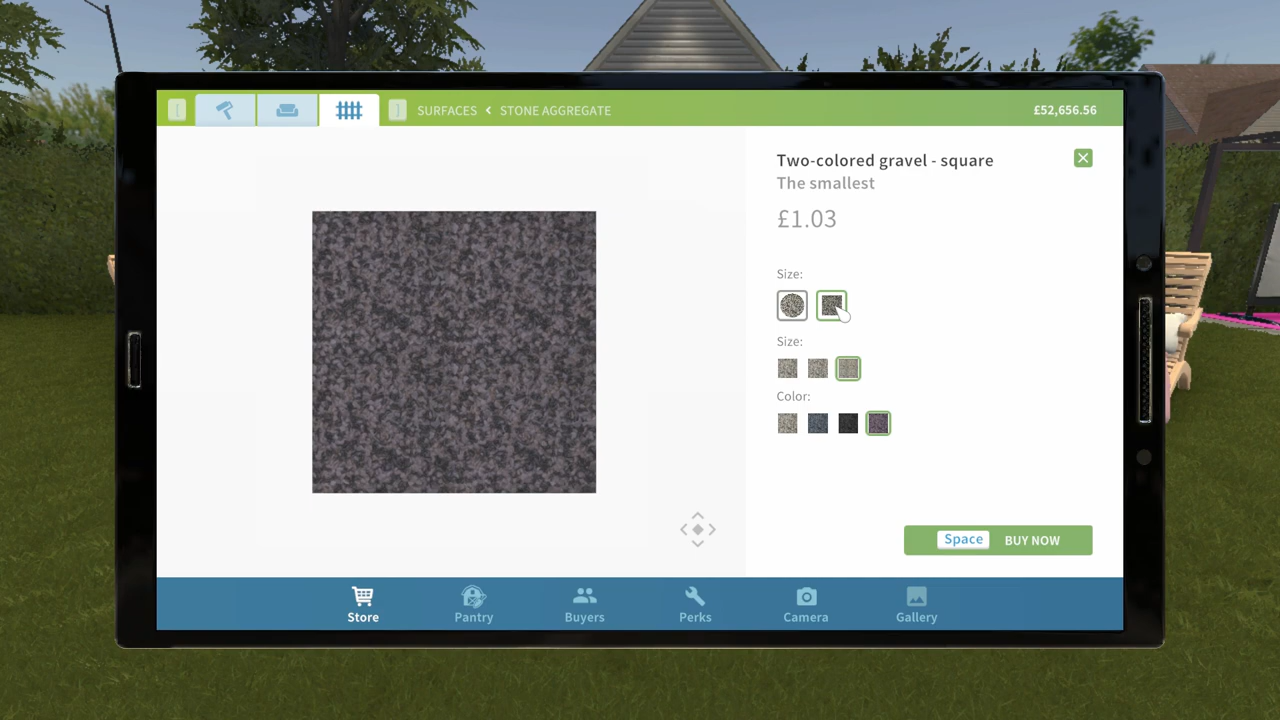 SURFACES < STONE AGGREGATE
£52,656.56
Two-colored gravel - square
The smallest
£1.03
Size:
Size:
Color:
Space BUY NOW
Store
Pantry
Buyers
Perks
Camera
Gallery